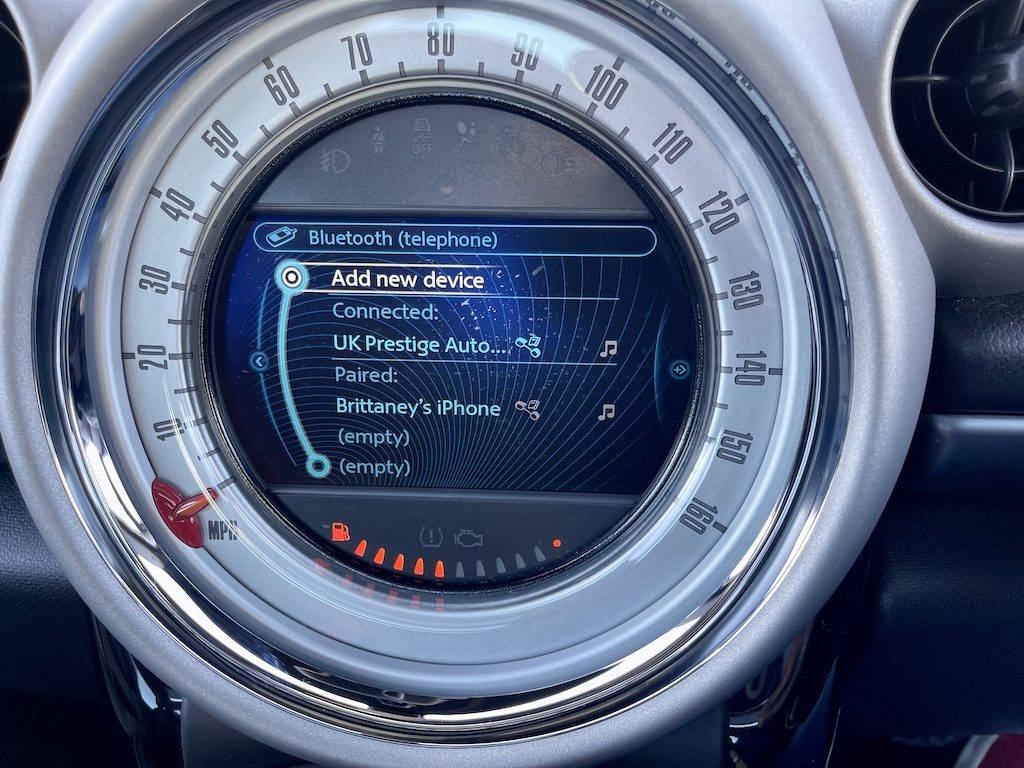 10
20
30
40
50
60
70
80
90
100
110
120
130
140
150
160
MPH
OFF
Bluetooth (telephone)
Add new device
Connected:
UK Prestige Auto...
Paired:
Brittaney's iPhone
(empty)
(empty)